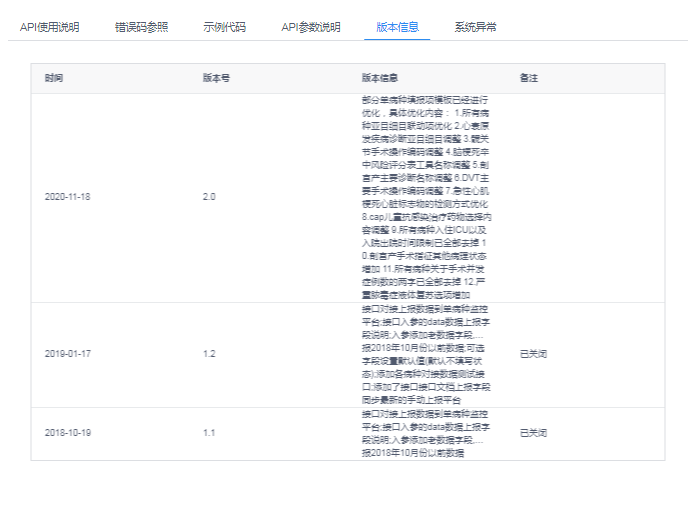 API使用说明 错误码参照 示例代码 API参数说明 版本信息 系统异常
时间 版本号 版本信息 备注
2020-11-18 2.0
部分单病种填报项模板已经进行
优化，具体优化内容： 1.所有病
种亚目细目联动项优化 2.心衰原
发疾病诊断亚目细目调整 3.髋关
节手术操作编码调整 4.脑梗死卒
中风险评分表工具名称调整 5.剖
宫产主要诊断名称调整 6.DVT主
要手术操作编码调整 7.急性心肌
梗死心脏标志物的检测方式优化
8.cap儿童抗感染治疗药物选择内
容调整 9.所有病种入住ICU以及
入院出院时间限制已全部去掉 1
0.剖宫产手术指征其他病理状态
增加 11.所有病种关于手术并发
症例数的两字已全部去掉 12.严
重脓毒症液体复苏选项增加
2019-01-17 1.2
接口对接上报数据到单病种监控
平台;接口入参的data数据上报字
段说明;入参添加老数据字段,...
报2018年10月份以前数据;可选
字段设置默认值(默认不填写状
态);添加各病种对接数据测试接
口;添加了接口接口文档上报字段
同步最新的手动上报平台
已关闭
2018-10-19 1.1
接口对接上报数据到单病种监控
平台;接口入参的data数据上报字
段说明;入参添加老数据字段,...
报2018年10月份以前数据
已关闭